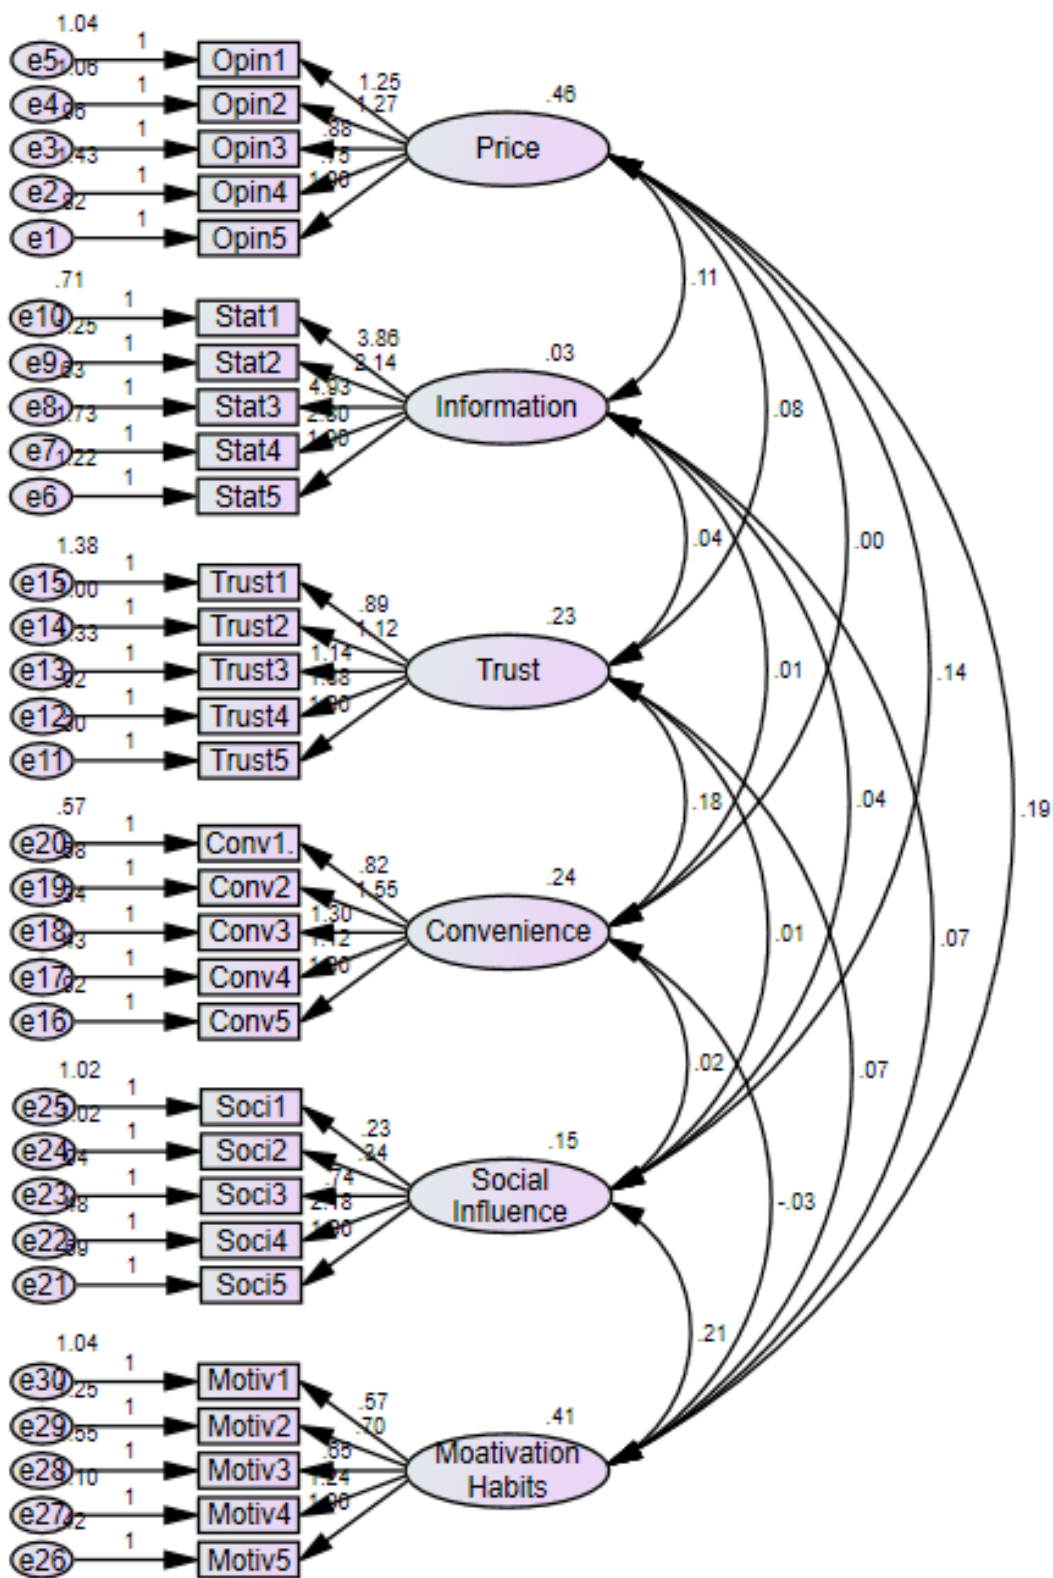 1.04
e5 1 Opin1
1.06
e4 1 Opin2
e3 1 Opin3
1.43
e2 1 Opin4
e1 1 Opin5
1.25
1.27
.88
.75
1.00
.46
Price
.71
e10 1 Stat1
e9 1 Stat2
e8 1 Stat3
1.73
e7 1 Stat4
1.22
e6 1 Stat5
3.86
4.93
1.00
.03
Information
1.38
e15 1 Trust1
e14 1 Trust2
e13 1 Trust3
e12 1 Trust4
e11 1 Trust5
.89
1.12
1.14
1.00
.23
Trust
.57
e20 1 Conv1.
e19 1 Conv2
e18 1 Conv3
e17 1 Conv4
e16 1 Conv5
.82
1.55
1.30
1.12
1.00
.24
Convenience
1.02
e25 1 Soci1
e24 1 Soci2
e23 1 Soci3
e22 1 Soci4
e21 1 Soci5
.23
.34
.74
2.18
1.00
.15
Social
Influence
1.04
e30 1 Motiv1
e29 1 Motiv2
e28 1 Motiv3
e27 1 Motiv4
e26 1 Motiv5
.57
.70
1.24
1.00
.41
Moativation
Habits
.11
.08
.04
.00
.01
.14
.18
.04
.19
.01
.07
.02
.07
-.03
.21